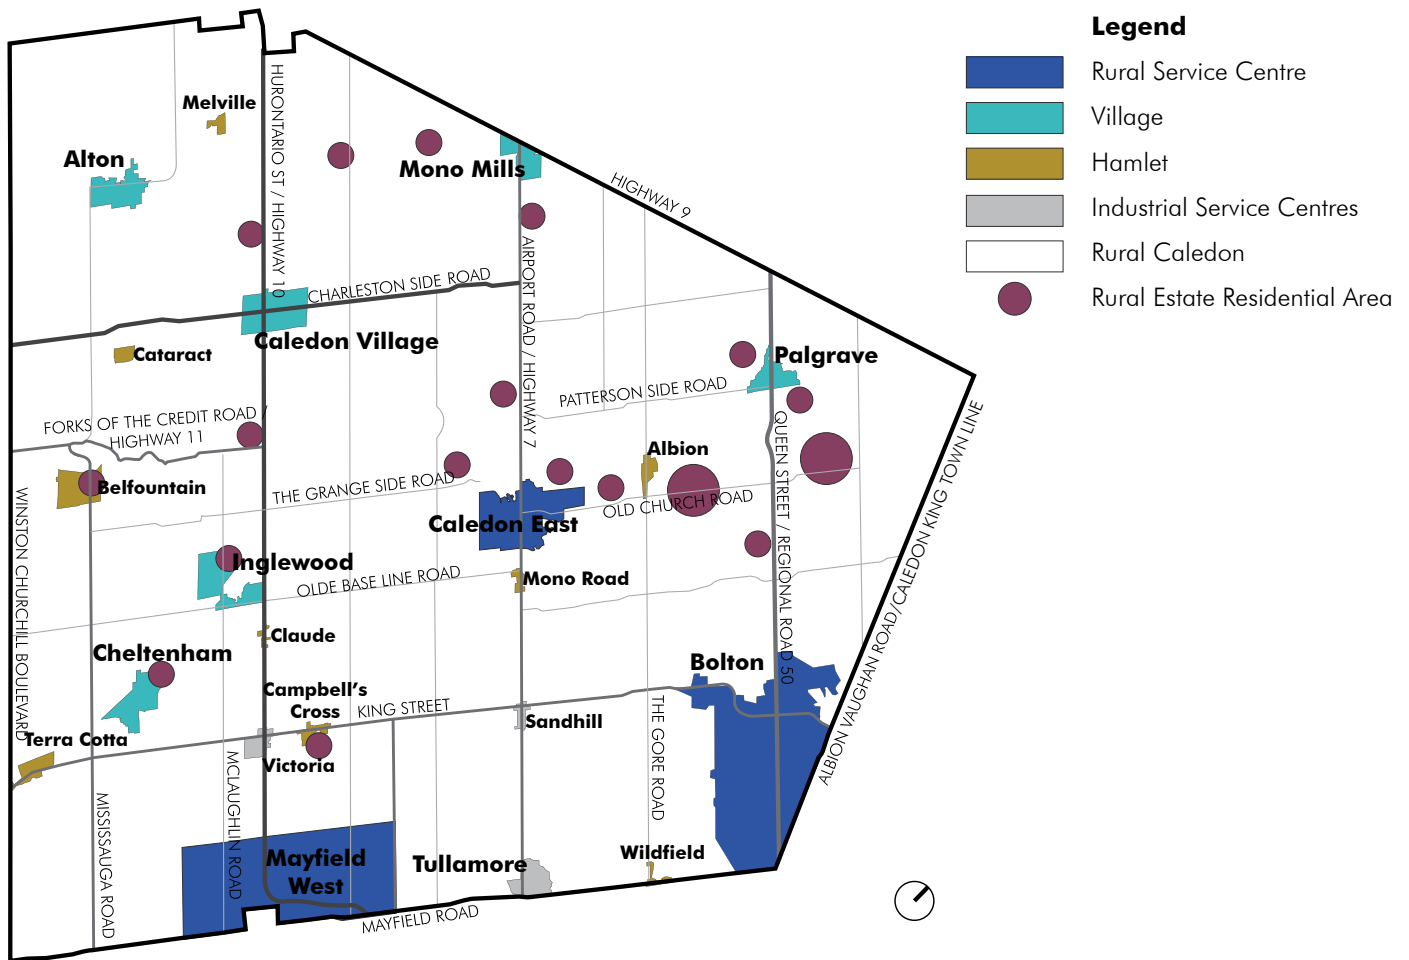 Legend
Rural Service Centre
Village
Hamlet
Industrial Service Centres
Rural Caledon
Rural Estate Residential Area
Melville
Alton
Mono Mills
HURONTARIO ST / HIGHWAY 10
HIGHWAY 9
AIRPORT ROAD / HIGHWAY 7
CHARLESTON SIDE ROAD
Caledon Village
Cataract
Palgrave
PATTERSON SIDE ROAD
FORKS OF THE CREDIT ROAD /
HIGHWAY 11
QUEEN STREET / REGIONAL ROAD 50
ALBION VAUGHAN ROAD/CALEDON KING TOWN LINE
Albion
Belfountain
THE GRANGE SIDE ROAD
OLD CHURCH ROAD
WINSTON CHURCHILL BOULEVARD
Caledon East
Inglewood
OLDE BASE LINE ROAD
Mono Road
Claude
Cheltenham
Bolton
Campbell's
Cross
KING STREET
Sandhill
THE GORE ROAD
Terra Cotta
Victoria
MCLAUGHLIN ROAD
MISSISSAUGA ROAD
Mayfield
West
Tullamore
Wildfield
MAYFIELD ROAD